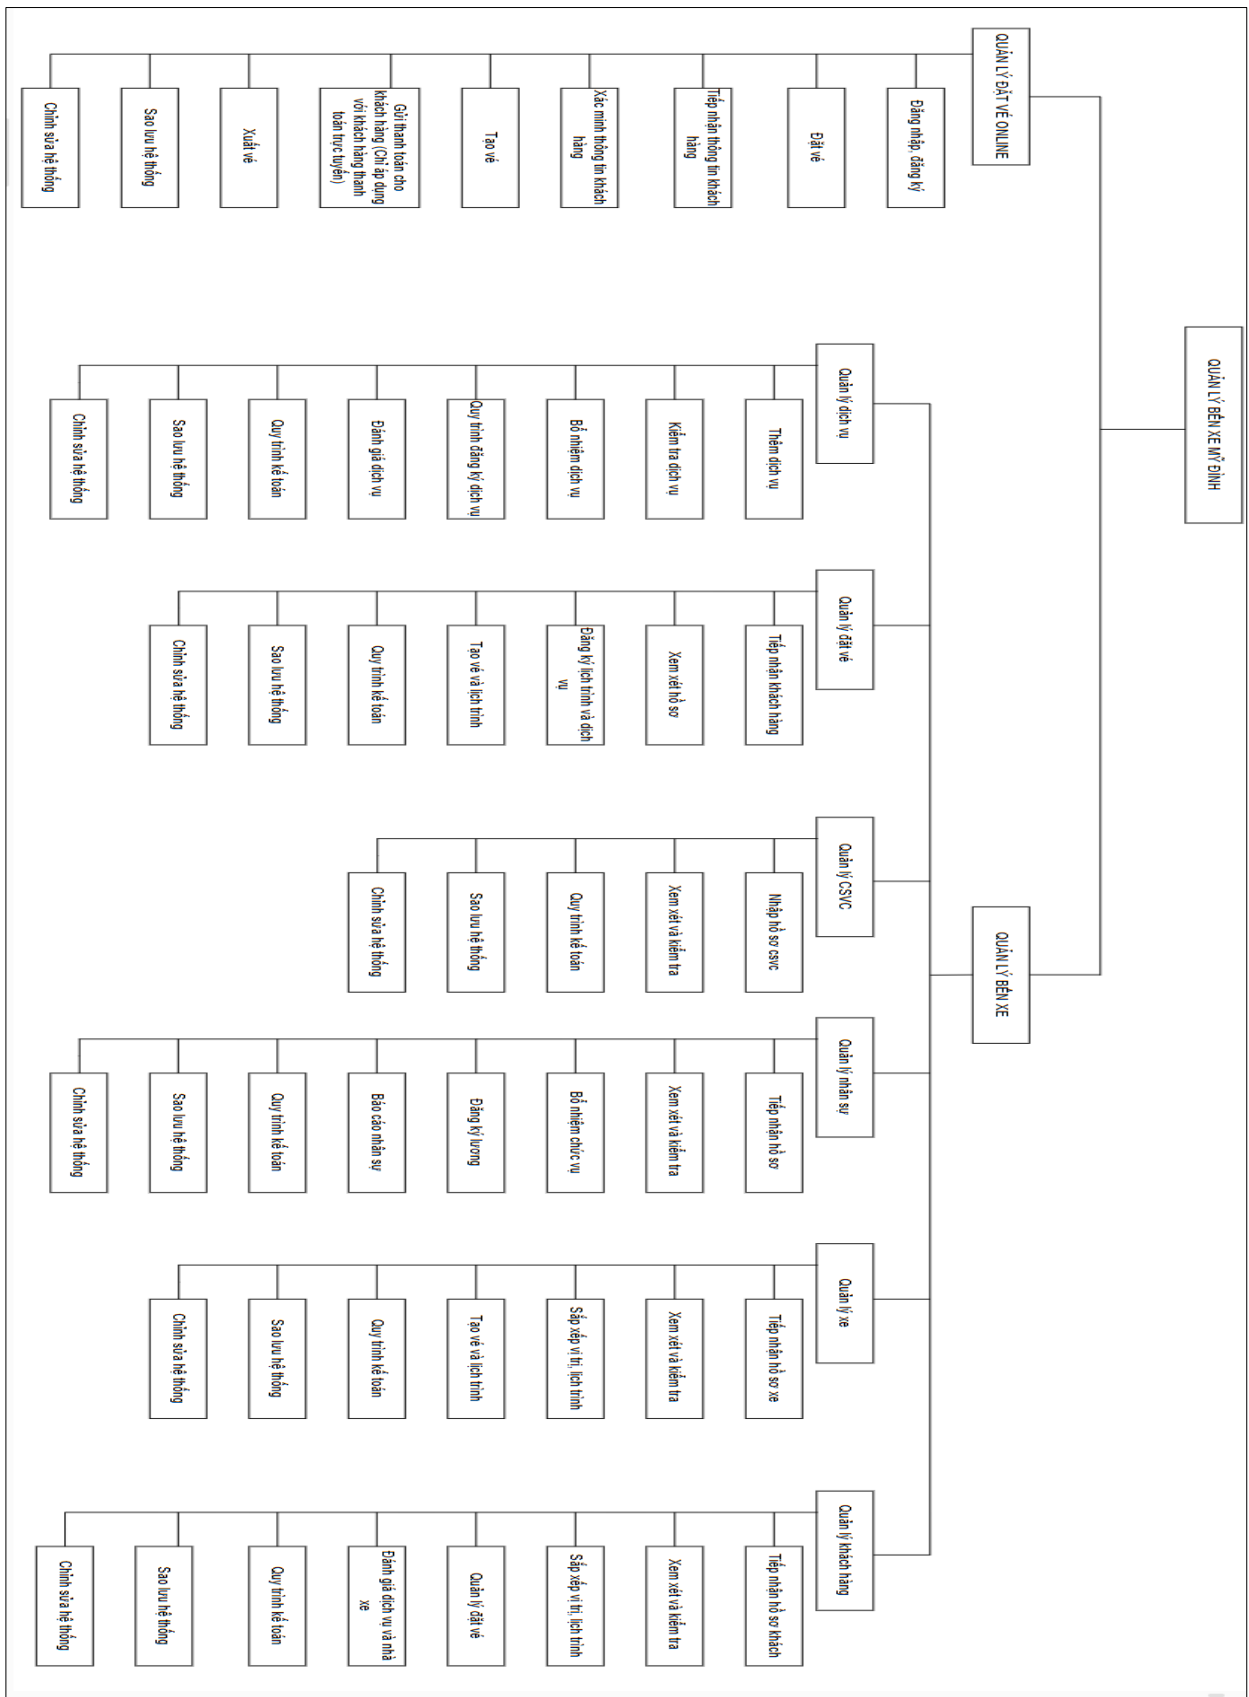 QUẢN LÝ BẾN XE MỸ ĐÌNH
QUẢN LÝ ĐẶT VÉ ONLINE
Đăng nhập, đăng ký
Đặt vé
Tiếp nhận thông tin khách
hàng
Xác minh thông tin khách
hàng
Tạo vé
Gửi thanh toán cho
khách hàng (Chỉ áp dụng
với khách hàng thanh
toán trực tuyến)
Xuất vé
Sao lưu hệ thống
Chỉnh sửa hệ thống
QUẢN LÝ BẾN XE
Quản lý dịch vụ
Thêm dịch vụ
Kiểm tra dịch vụ
Bổ nhiệm dịch vụ
Quy trình đăng ký dịch vụ
Đánh giá dịch vụ
Quy trình kế toán
Sao lưu hệ thống
Chỉnh sửa hệ thống
Quản lý đặt vé
Tiếp nhận khách hàng
Xem xét hồ sơ
Đăng ký lịch trình và dịch
vụ
Tạo vé và lịch trình
Quy trình kế toán
Sao lưu hệ thống
Chỉnh sửa hệ thống
Quản lý CSVC
Nhập hồ sơ csvc
Xem xét và kiểm tra
Quy trình kế toán
Sao lưu hệ thống
Chỉnh sửa hệ thống
Quản lý nhân sự
Tiếp nhận hồ sơ
Xem xét và kiểm tra
Bổ nhiệm chức vụ
Đăng ký lương
Báo cáo nhân sự
Quy trình kế toán
Sao lưu hệ thống
Chỉnh sửa hệ thống
Quản lý xe
Tiếp nhận hồ sơ xe
Xem xét và kiểm tra
Sắp xếp vị trị, lịch trình
Tạo vé và lịch trình
Quy trình kế toán
Sao lưu hệ thống
Chỉnh sửa hệ thống
Quản lý khách hàng
Tiếp nhận hồ sơ khách
Xem xét và kiểm tra
Sắp xếp vị trị, lịch trình
Quản lý đặt vé
Đánh giá dịch vụ và nhà
xe
Quy trình kế toán
Sao lưu hệ thống
Chỉnh sửa hệ thống